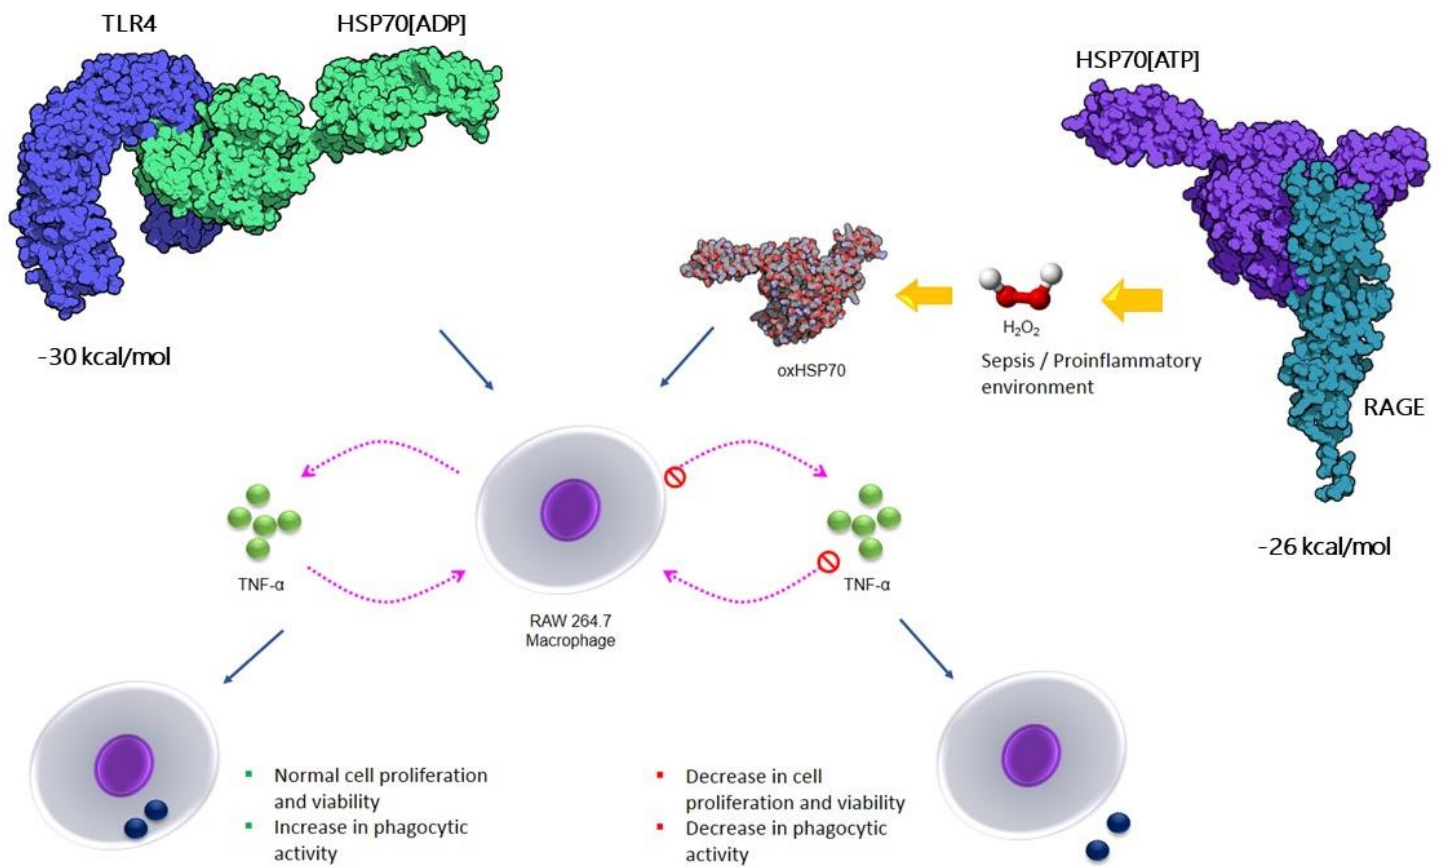 TLR4
HSP70[ADP]
HSP70[ATP]
-30 kcal/mol
oxHSP70
H₂O₂
Sepsis / Proinflammatory
environment
RAGE
-26 kcal/mol
TNF-α
TNF-α
RAW 264.7
Macrophage
▪ Normal cell proliferation
and viability
▪ Increase in phagocytic
activity
▪ Decrease in cell
proliferation and viability
▪ Decrease in phagocytic
activity